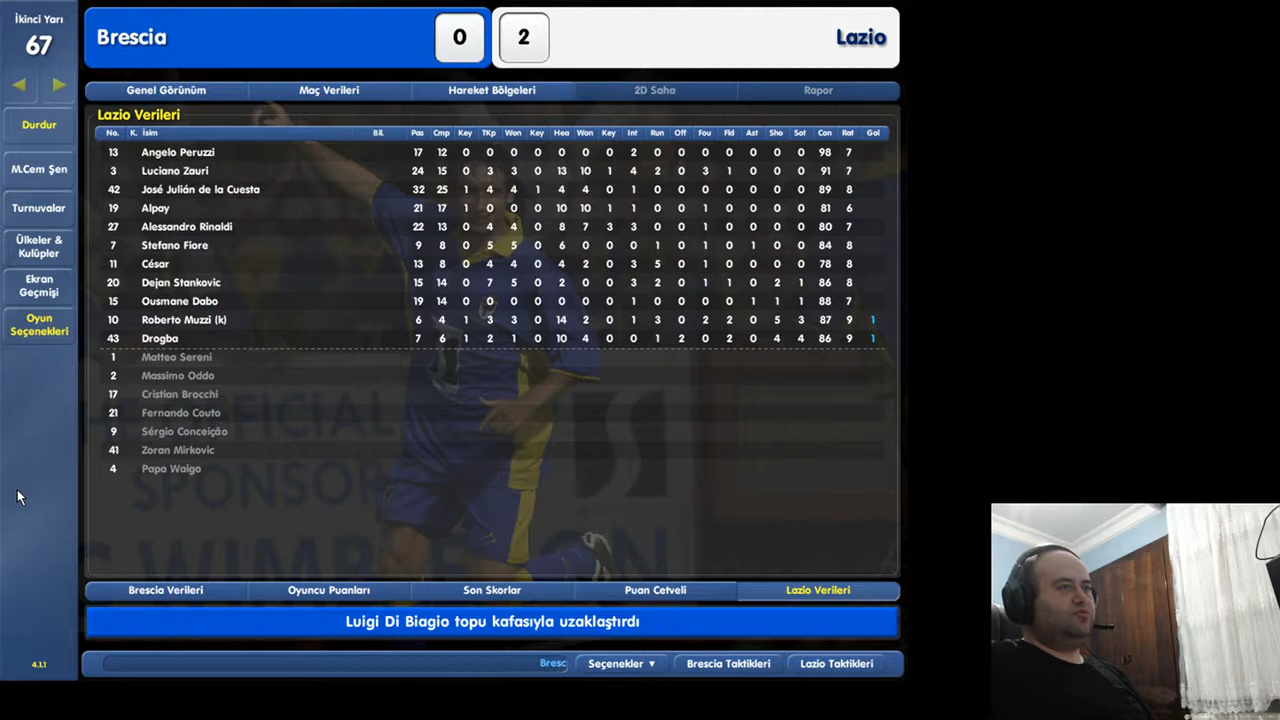 İkinci Yarı
67
Brescia 0 2 Lazio
Genel Görünüm Maç Verileri Hareket Bölgeleri 2D Saha Rapor
Durdur
M.Cem Şen
Turnuvalar
Ülkeler &
Kulüpler
Ekran
Geçmişi
Oyun
Seçenekleri
Lazio Verileri
No. K. İsim Bil. Pas Cmp Key TKp Won Key Hea Won Key Int Run Off Fou Fld Ast Sho Sot Con Rat Gol
13 Angelo Peruzzi 17 12 0 0 0 0 0 0 0 2 0 0 0 0 0 0 0 98 7
3 Luciano Zauri 24 15 0 3 3 0 13 10 1 4 2 0 3 1 0 0 0 91 7
42 José Julián de la Cuesta 32 25 1 4 4 1 4 4 0 1 0 0 0 0 0 0 0 89 8
19 Alpay 21 17 1 0 0 0 10 10 1 1 0 0 1 0 0 0 0 81 6
27 Alessandro Rinaldi 22 13 0 4 4 0 8 7 3 3 0 0 1 0 0 0 0 80 7
7 Stefano Fiore 9 8 0 5 5 0 6 0 0 0 1 0 1 0 1 0 0 84 8
11 César 13 8 0 4 4 0 4 2 0 3 5 0 1 0 0 0 0 78 8
20 Dejan Stankovic 15 14 0 7 5 0 2 0 0 3 2 0 1 1 0 2 1 86 8
15 Ousmane Dabo 19 14 0 0 0 0 0 0 0 0 0 0 0 0 1 1 1 88 7
10 Roberto Muzzi (k) 6 4 1 3 3 0 14 2 0 1 3 0 2 2 0 5 3 87 9 1
43 Drogba 7 6 1 2 1 0 10 4 0 0 1 2 0 2 0 4 4 86 9 1
1 Matteo Sereni
2 Massimo Oddo
17 Cristian Brocchi
21 Fernando Couto
9 Sérgio Conceição
41 Zoran Mirkovic
4 Papa Waigo
OFFICIAL
SPONSOR
WIMBLEDON
Brescia Verileri Oyuncu Puanları Son Skorlar Puan Cetveli Lazio Verileri
Luigi Di Biagio topu kafasıyla uzaklaştırdı
4.1.1
Bresc Seçenekler ▼ Brescia Taktikleri Lazio Taktikleri